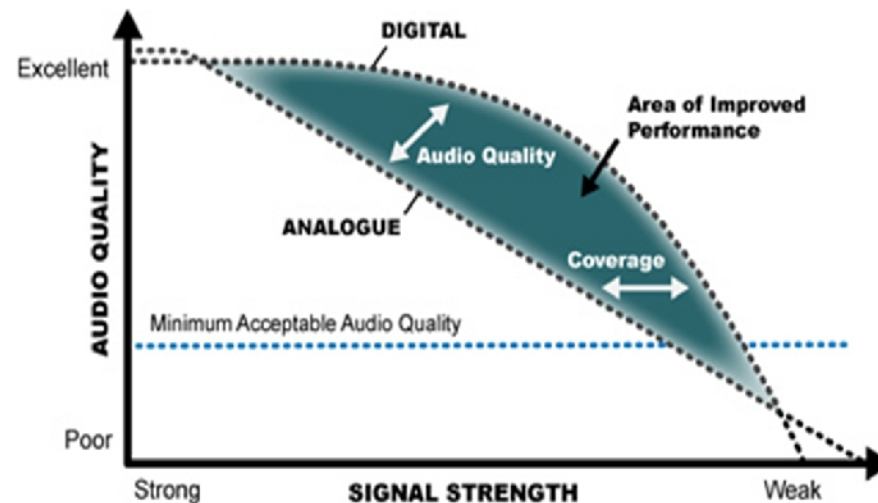 DIGITAL
Excellent
Area of Improved
Performance
Audio Quality
ANALOGUE
Coverage
AUDIO QUALITY
Minimum Acceptable Audio Quality
Poor
Strong
SIGNAL STRENGTH
Weak